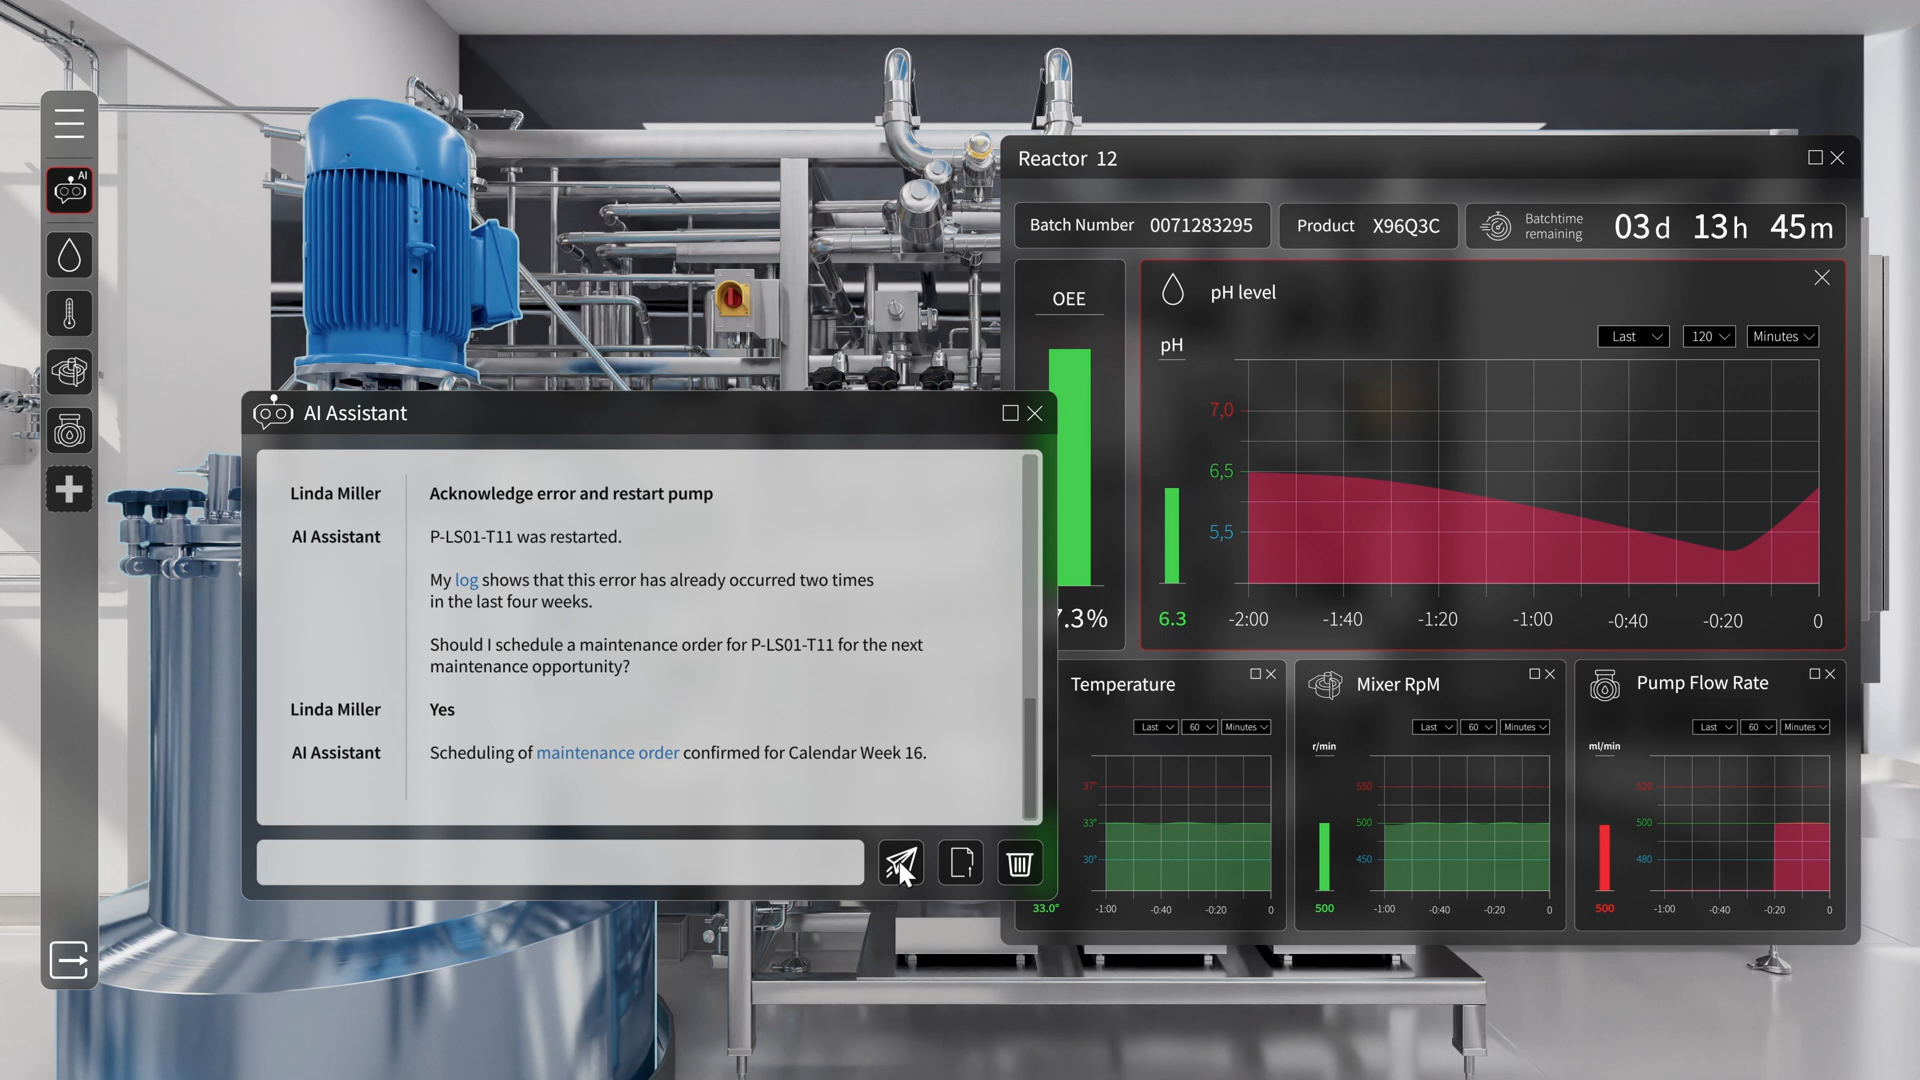 AI
Reactor 12
Batch Number 0071283295
Product X96Q3C
Batchtime
remaining
03d 13h 45m
OEE
7.3%
pH level
Last 120 Minutes
pH
7,0
6,5
5,5
6.3
-2:00 -1:40 -1:20 -1:00 -0:40 -0:20 0
AI Assistant
Linda Miller Acknowledge error and restart pump
AI Assistant P-LS01-T11 was restarted.
My log shows that this error has already occurred two times
in the last four weeks.
Should I schedule a maintenance order for P-LS01-T11 for the next
maintenance opportunity?
Linda Miller Yes
AI Assistant Scheduling of maintenance order confirmed for Calendar Week 16.
Temperature
Last 60 Minutes
37°
33°
30°
33.0°
-1:00 -0:40 -0:20 0
Mixer RpM
Last 60 Minutes
r/min
550
500
450
500
-1:00 -0:40 -0:20 0
Pump Flow Rate
Last 60 Minutes
ml/min
520
500
480
500
-1:00 -0:40 -0:20 0